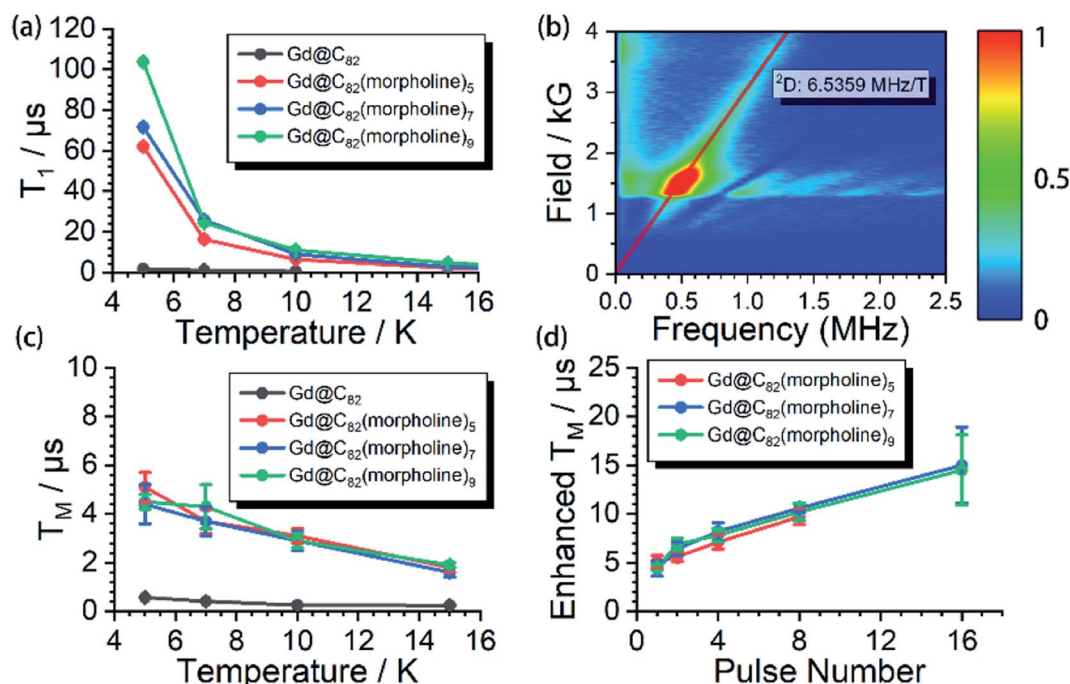 (a)
T₁ / µs
120
100
80
60
40
20
0
4 6 8 10 12 14 16
Temperature / K
Gd@C₈₂
Gd@C₈₂(morpholine)₅
Gd@C₈₂(morpholine)₇
Gd@C₈₂(morpholine)₉
(b)
Field / kG
4
3
2
1
0
0.0 0.5 1.0 1.5 2.0 2.5
Frequency (MHz)
²D: 6.5359 MHz/T
1
0.5
0
(c)
T_M / µs
10
8
6
4
2
0
4 6 8 10 12 14 16
Temperature / K
Gd@C₈₂
Gd@C₈₂(morpholine)₅
Gd@C₈₂(morpholine)₇
Gd@C₈₂(morpholine)₉
(d)
Enhanced T_M / µs
25
20
15
10
5
0
0 4 8 12 16
Pulse Number
Gd@C₈₂(morpholine)₅
Gd@C₈₂(morpholine)₇
Gd@C₈₂(morpholine)₉